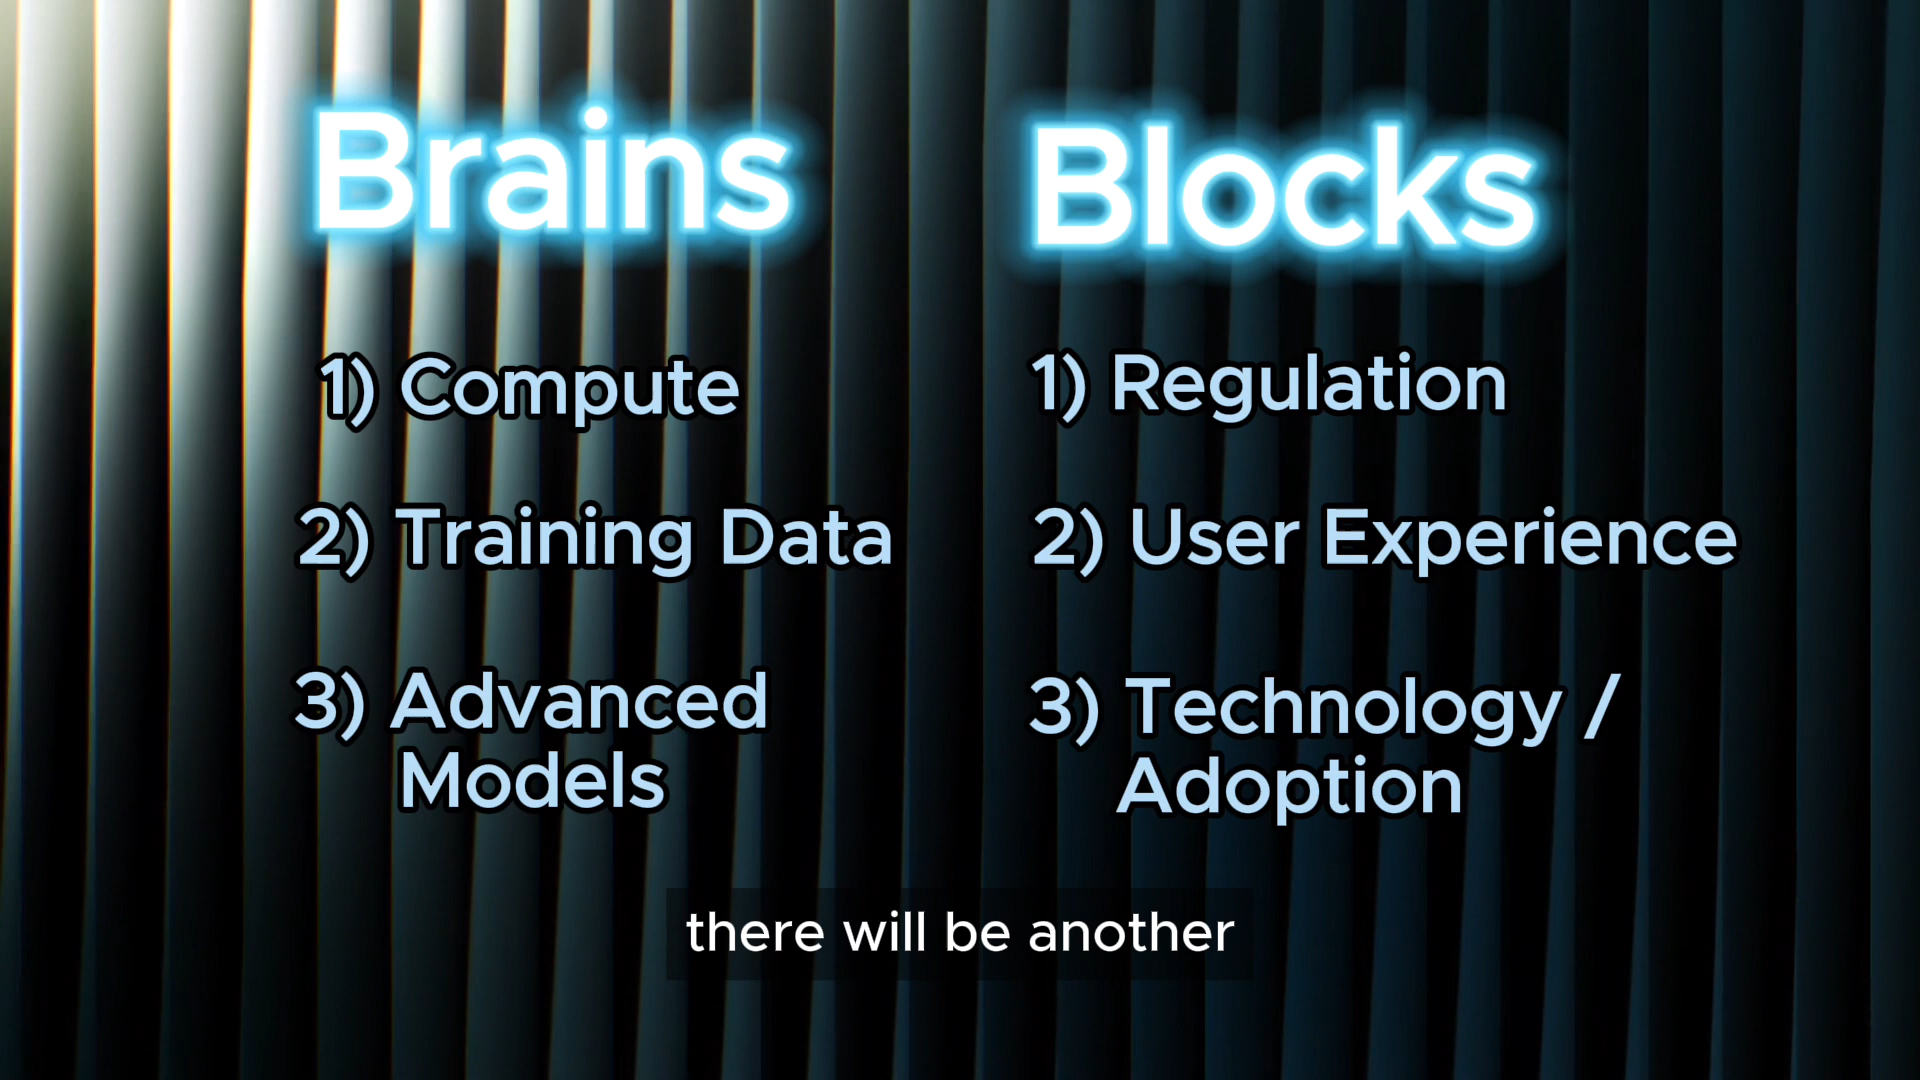 Brains
1) Compute
2) Training Data
3) Advanced
Models
Blocks
1) Regulation
2) User Experience
3) Technology /
Adoption
there will be another